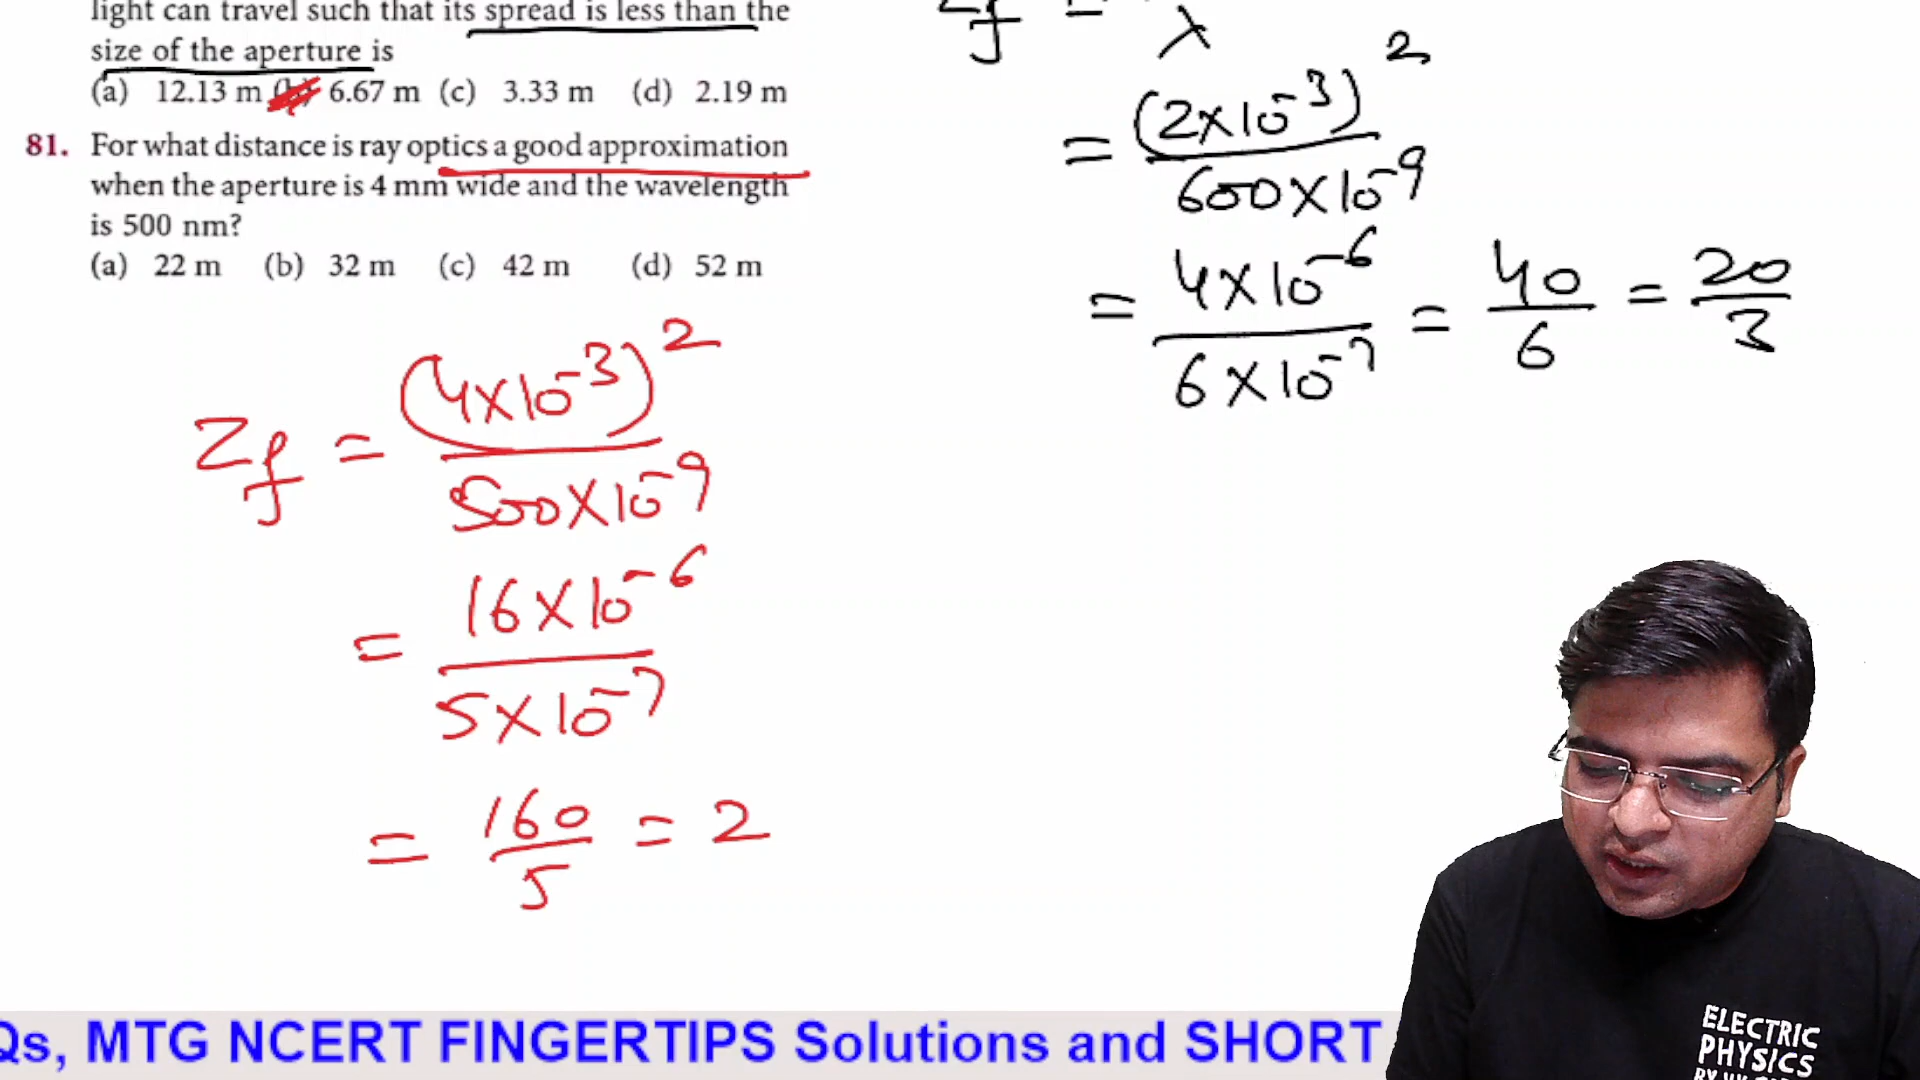 light can travel such that its spread is less than the
size of the aperture is
(a) 12.13 m 6.67 m (c) 3.33 m (d) 2.19 m
81. For what distance is ray optics a good approximation
when the aperture is 4 mm wide and the wavelength
is 500 nm?
(a) 22 m (b) 32 m (c) 42 m (d) 52 m
Zf = (4×10⁻³)² / 500×10⁻⁹
= 16×10⁻⁶ / 5×10⁻⁷
= 160/5 = 2
λ
= (2×10⁻³)² / 600×10⁻⁹
= 4×10⁻⁶ / 6×10⁻⁷ = 40/6 = 20/3
Qs, MTG NCERT FINGERTIPS Solutions and SHORT
ELECTRIC
PHYSICS